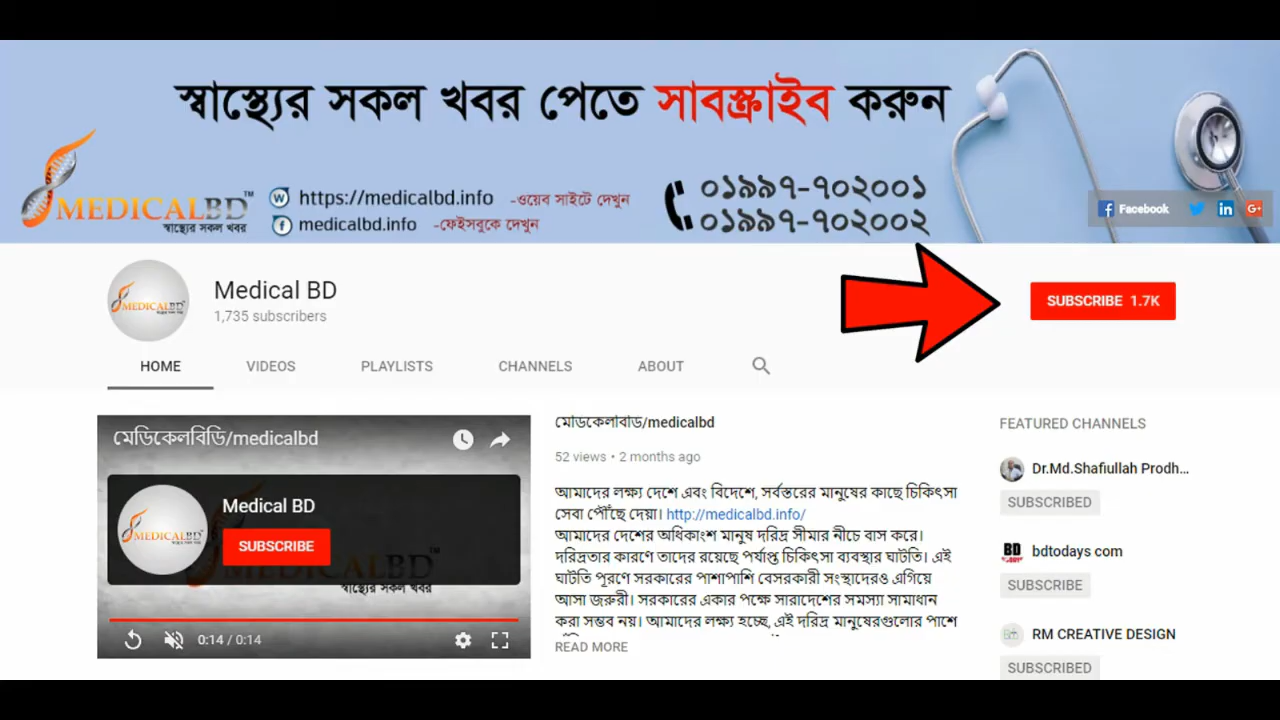 স্বাস্থ্যের সকল খবর পেতে সাবস্ক্রাইব করুন
MEDICALBD™
স্বাস্থ্যের সকল খবর
https://medicalbd.info -ওয়েব সাইটে দেখুন
medicalbd.info -ফেইসবুকে দেখুন
০১৯৯৭-৭০২০০১
০১৯৯৭-৭০২০০২
Facebook
MEDICALBD
Medical BD
1,735 subscribers
SUBSCRIBE 1.7K
HOME VIDEOS PLAYLISTS CHANNELS ABOUT
মেডিকেলবিডি/medicalbd
Medical BD
MEDICALBD
SUBSCRIBE
MEDICALBD™
স্বাস্থ্যের সকল খবর
0:14 / 0:14
মেডিকেলবিডি/medicalbd
52 views • 2 months ago
আমাদের লক্ষ্য দেশে এবং বিদেশে, সর্বস্তরের মানুষের কাছে চিকিৎসা
সেবা পৌঁছে দেয়া। http://medicalbd.info/
আমাদের দেশের অধিকাংশ মানুষ দরিদ্র সীমার নীচে বাস করে।
দরিদ্রতার কারণে তাদের রয়েছে পর্যাপ্ত চিকিৎসা ব্যবস্থার ঘাটতি। এই
ঘাটতি পূরণে সরকারের পাশাপাশি বেসরকারী সংস্থাদেরও এগিয়ে
আসা জরুরী। সরকারের একার পক্ষে সারাদেশের সমস্যা সামাধান
করা সম্ভব নয়। আমাদের লক্ষ্য হচ্ছে, এই দরিদ্র মানুষেরগুলোর পাশে
READ MORE
FEATURED CHANNELS
Dr.Md.Shafiullah Prodh...
SUBSCRIBED
bdtodays com
SUBSCRIBE
RM CREATIVE DESIGN
SUBSCRIBED